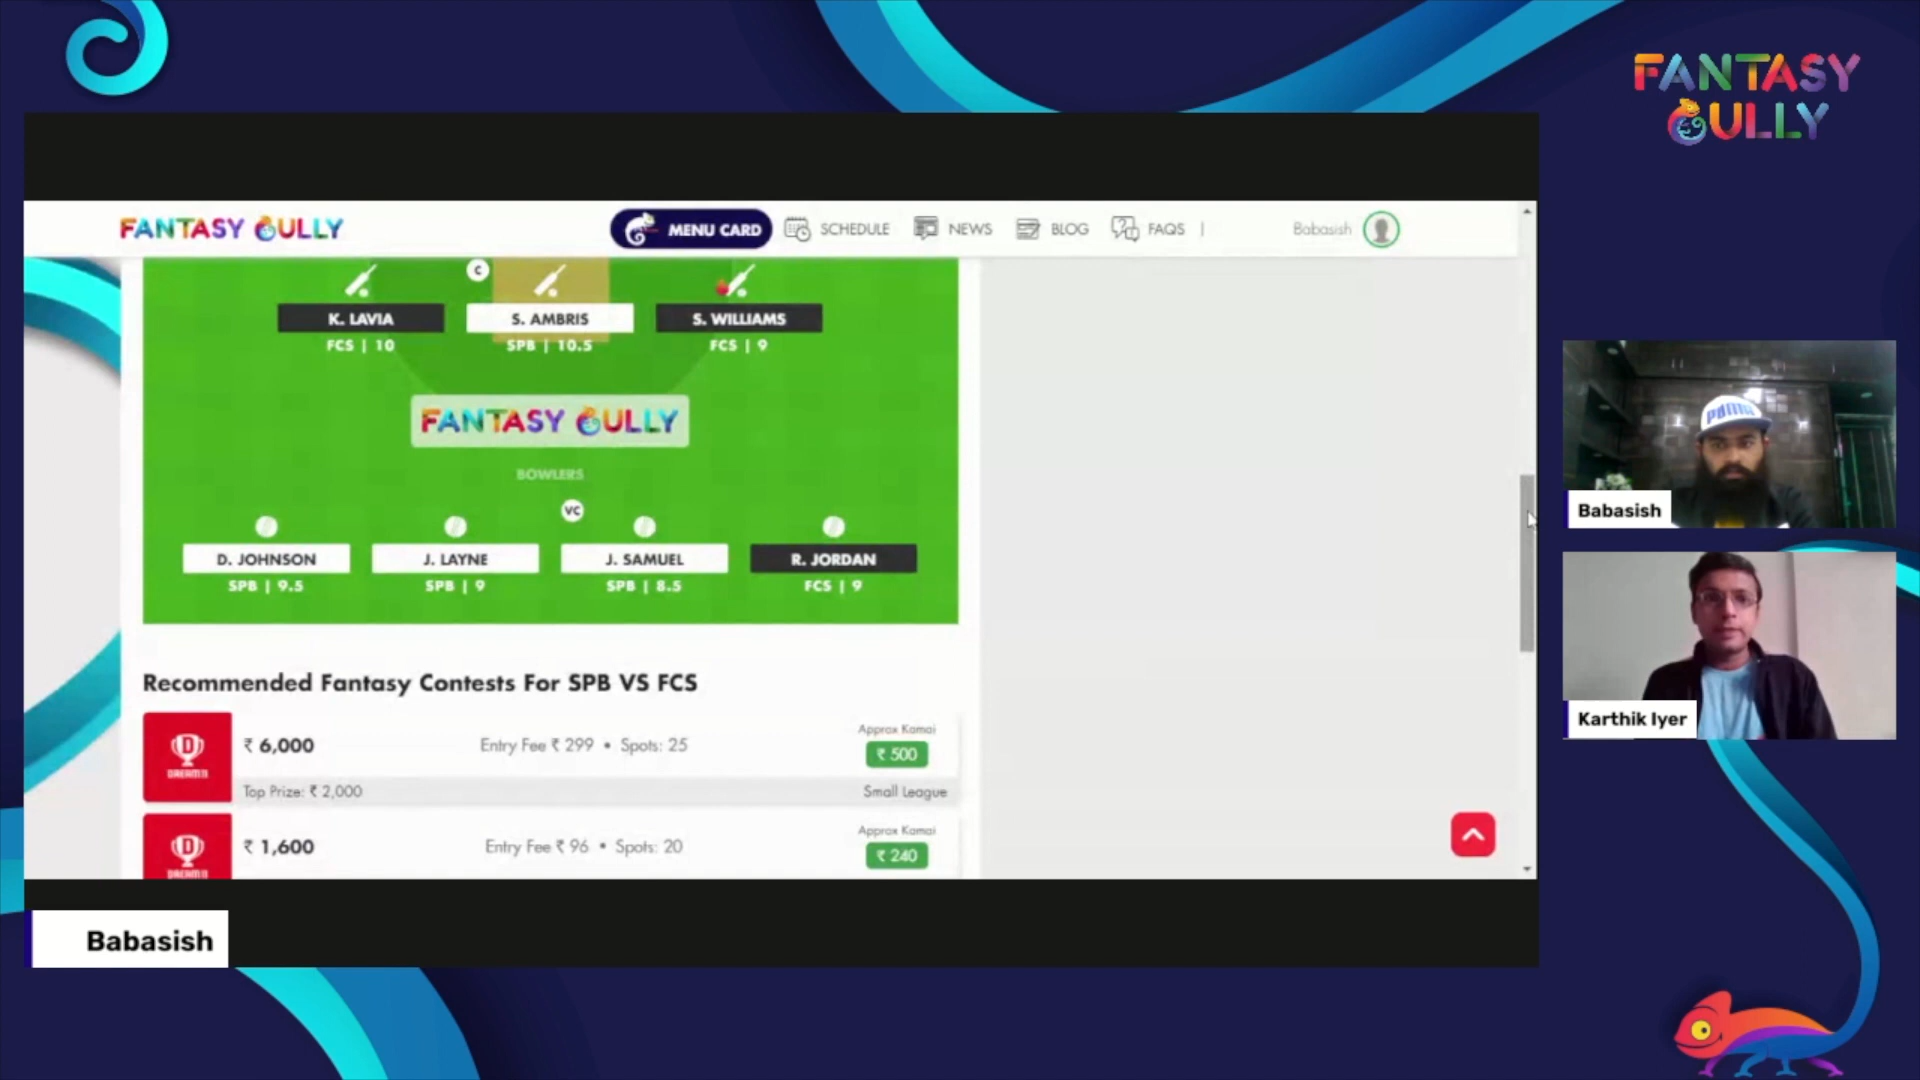 FANTASY GULLY
FANTASY GULLY
MENU CARD
SCHEDULE
NEWS
BLOG
FAQS |
Babasish
C
K. LAVIA
S. AMBRIS
S. WILLIAMS
FCS | 10
SPB | 10.5
FCS | 9
FANTASY GULLY
BOWLERS
VC
D. JOHNSON
J. LAYNE
J. SAMUEL
R. JORDAN
SPB | 9.5
SPB | 9
SPB | 8.5
FCS | 9
Recommended Fantasy Contests For SPB VS FCS
D
DREAM11
₹ 6,000
Entry Fee ₹ 299 • Spots: 25
Approx Kamai
₹ 500
Top Prize: ₹ 2,000
Small League
D
DREAM11
₹ 1,600
Entry Fee ₹ 96 • Spots: 20
Approx Kamai
₹ 240
Babasish
PUMA
Babasish
Karthik Iyer